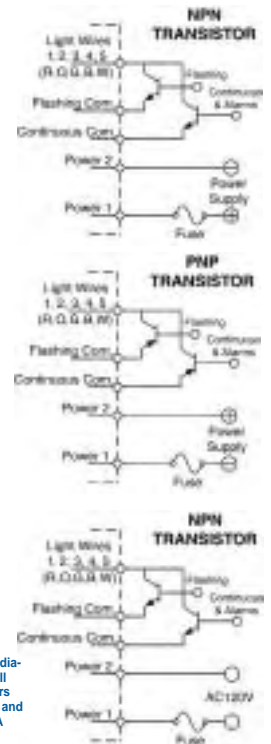 NPN
TRANSISTOR
Light Wires
1, 2, 3, 4, 5
(R,O,G,B,W)
Flashing
Flashing Com
Continuous
& Alarms
Continuous Com
Power 2
Power
Supply
Power 1
Fuse
PNP
TRANSISTOR
Light Wires
1, 2, 3, 4, 5
(R,O,G,B,W)
Flashing
Continuous
& Alarms
Flashing Com
Continuous Com
Power 2
Power
Supply
Power 1
Fuse
NPN
TRANSISTOR
Light Wires
1, 2, 3, 4, 5
(R,O,G,B,W)
Flashing
Continuous
& Alarms
Flashing Com
Continuous Com
dia-
Power 2
and
AC120V
Power 1
Fuse